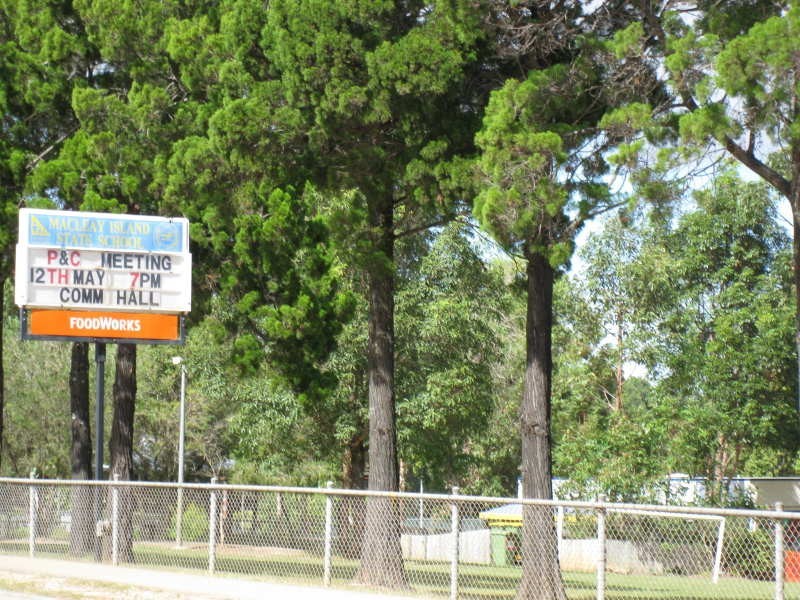 MACLEAY ISLAND
STATE SCHOOL
P&C MEETING
12TH MAY 7PM
COMM HALL
FOODWORKS